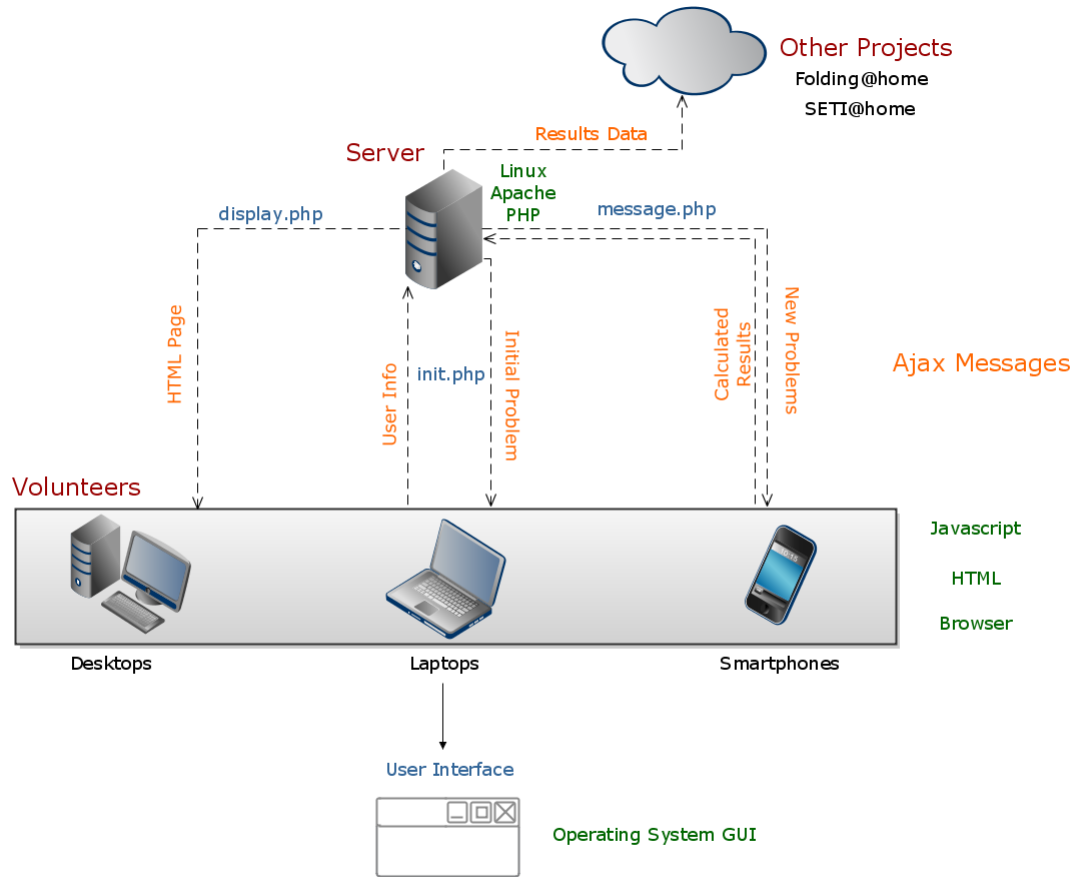 Other Projects
Folding@home
SETI@home
Results Data
Server
Linux
Apache
PHP
display.php
message.php
HTML Page
User Info
init.php
Initial Problem
Calculated
Results
New Problems
Ajax Messages
Volunteers
Javascript
HTML
Browser
Desktops
Laptops
Smartphones
User Interface
Operating System GUI